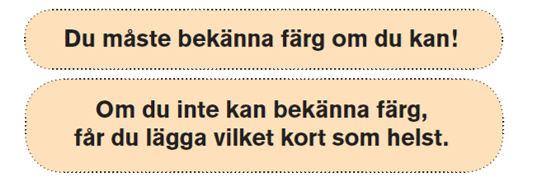 Du måste bekänna färg om du kan!
Om du inte kan bekänna färg,
får du lägga vilket kort som helst.